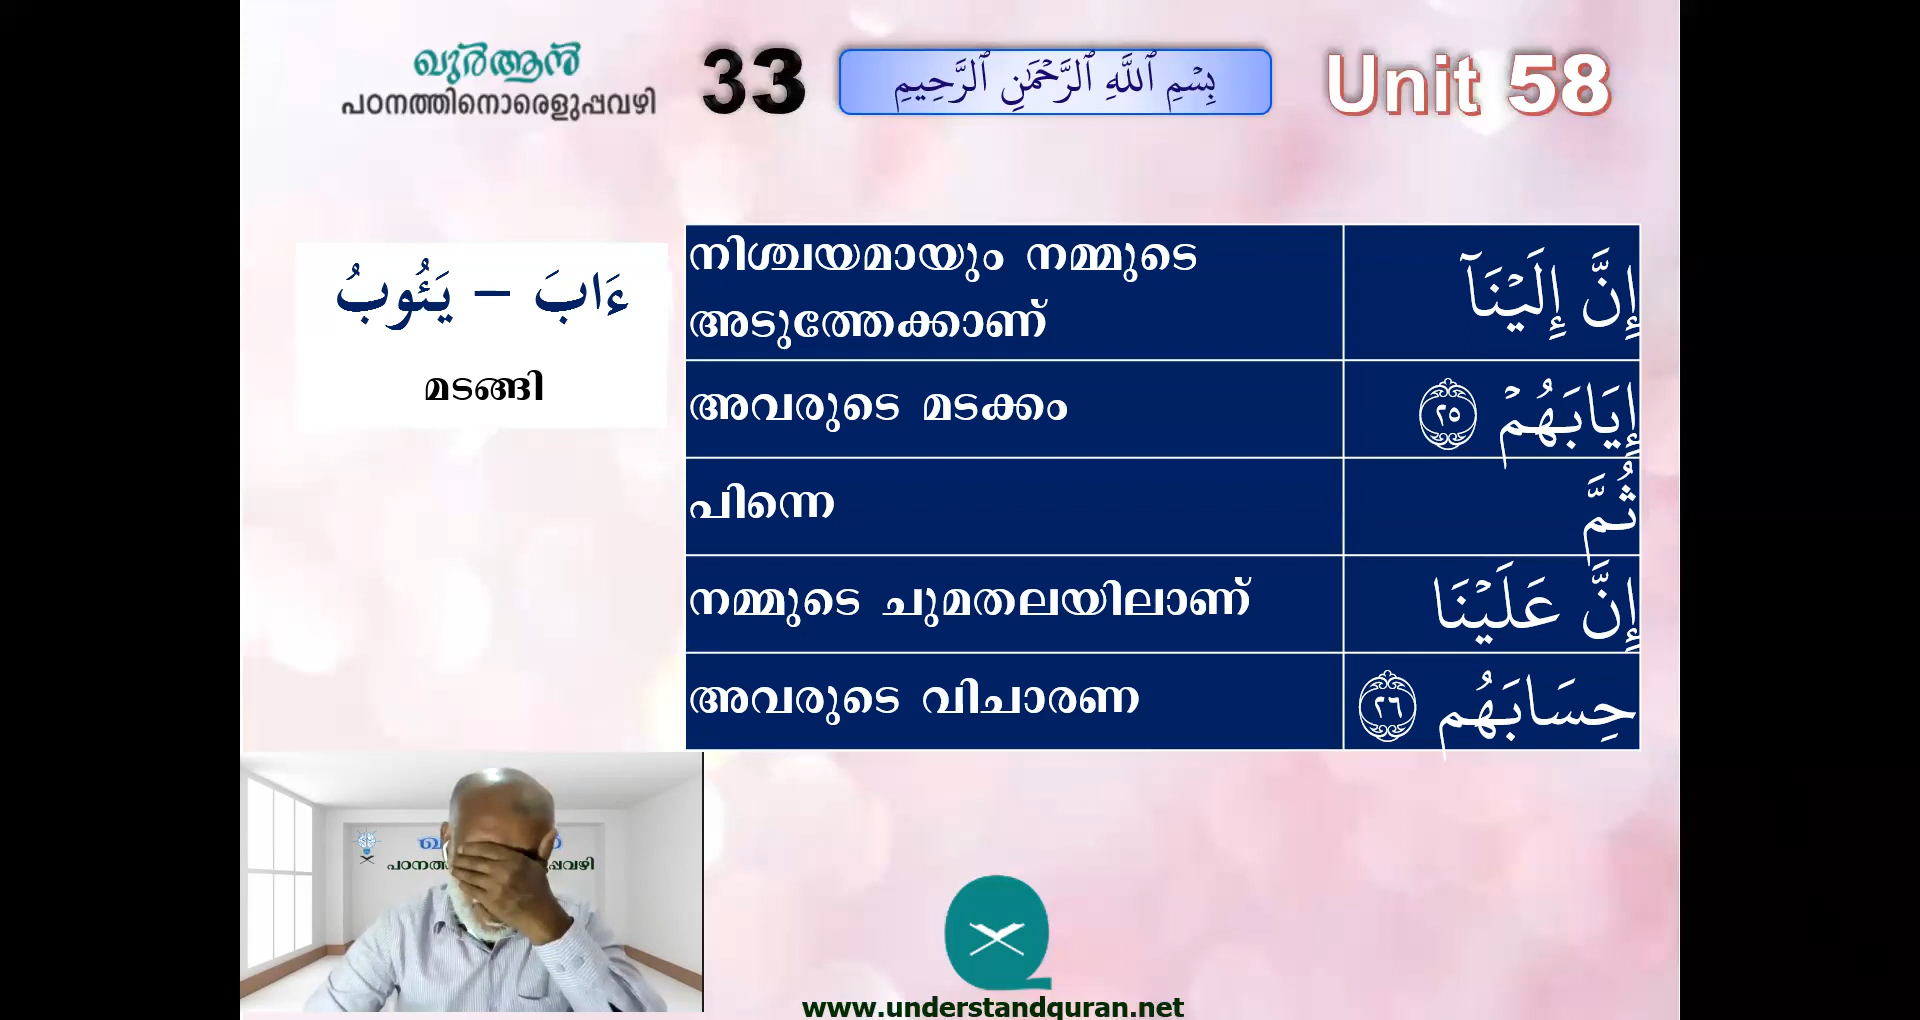 ഖുർആൻ
പഠനത്തിനൊരെളുപ്പവഴി
33
بِسْمِ ٱللَّهِ ٱلرَّحْمَٰنِ ٱلرَّحِيمِ
Unit 58
ءَابَ – يَئُوبُ
മടങ്ങി
നിശ്ചയമായും നമ്മുടെ അടുത്തേക്കാണ്
إِنَّ إِلَيْنَآ
അവരുടെ മടക്കം
إِيَابَهُمْ ٢٥
പിന്നെ
ثُمَّ
നമ്മുടെ ചുമതലയിലാണ്
إِنَّ عَلَيْنَا
അവരുടെ വിചാരണ
حِسَابَهُم ٢٦
www.understandquran.net